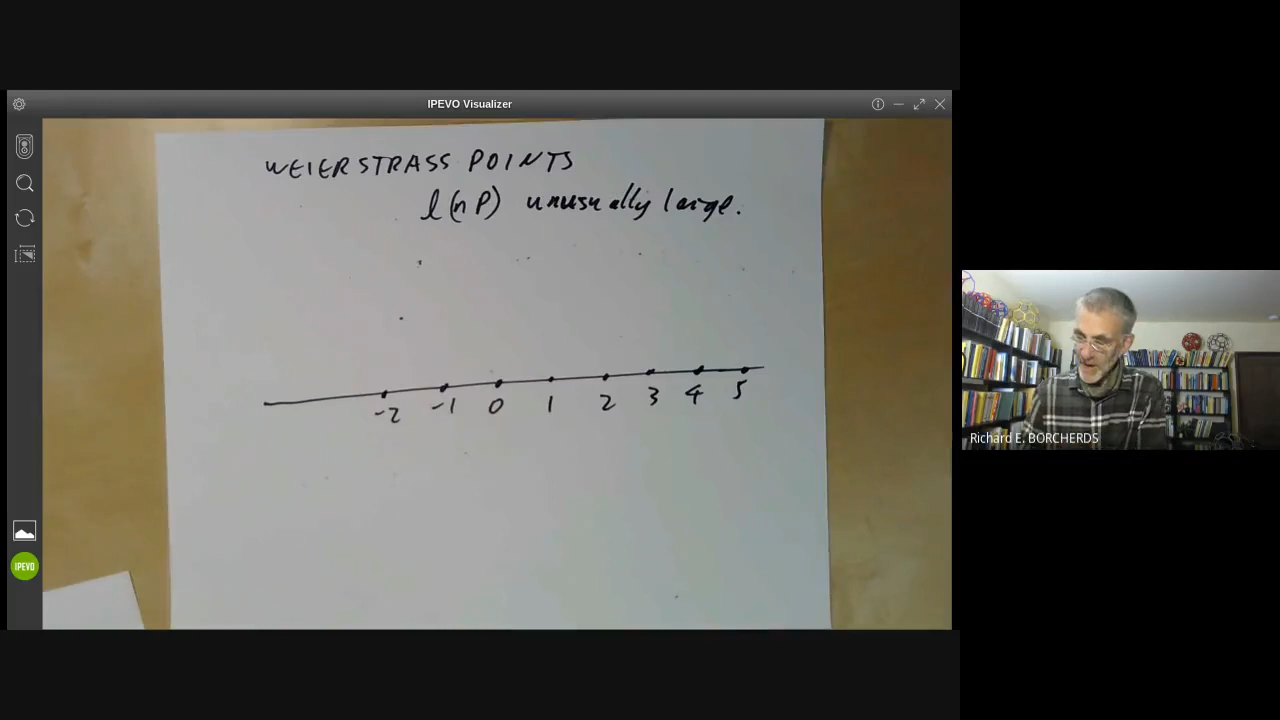 IPEVO Visualizer
WEIERSTRASS POINTS
l(nP) unusually large.
-2 -1 0 1 2 3 4 5
IPEVO
Richard E. BORCHERDS